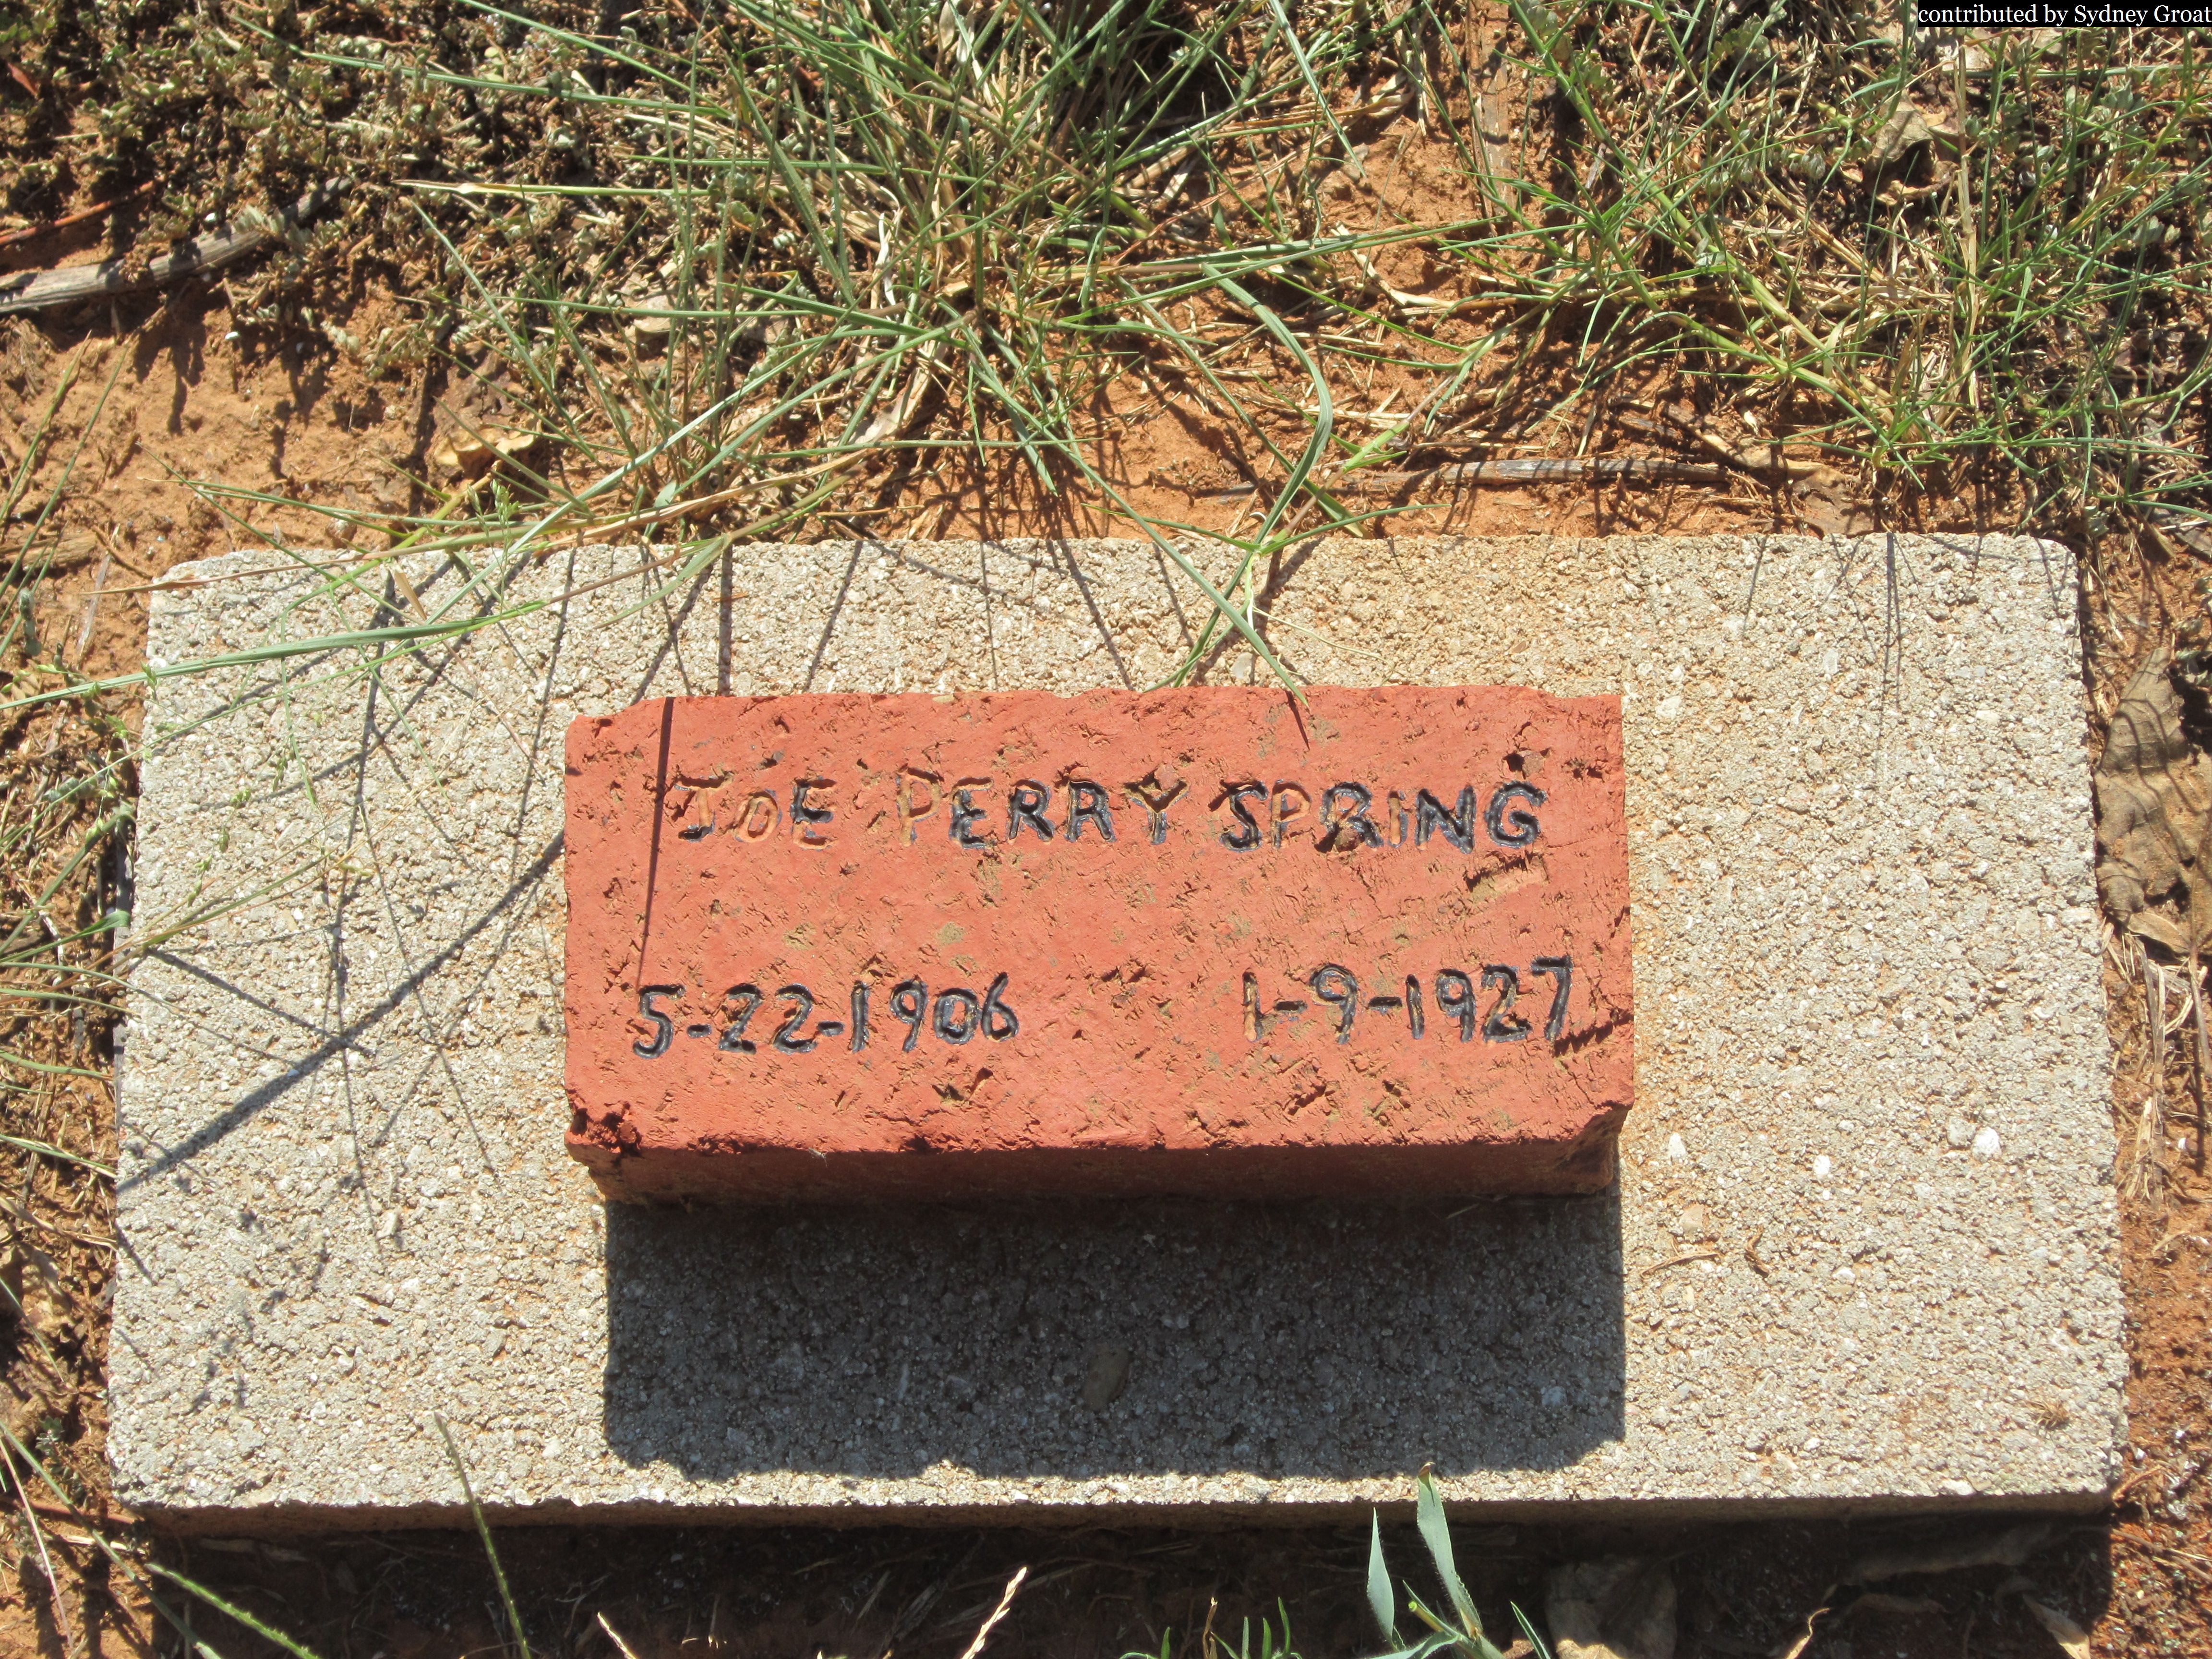 contributed by Sydney Groat
JOE PERRY SPRING
5-22-1906 1-9-1927